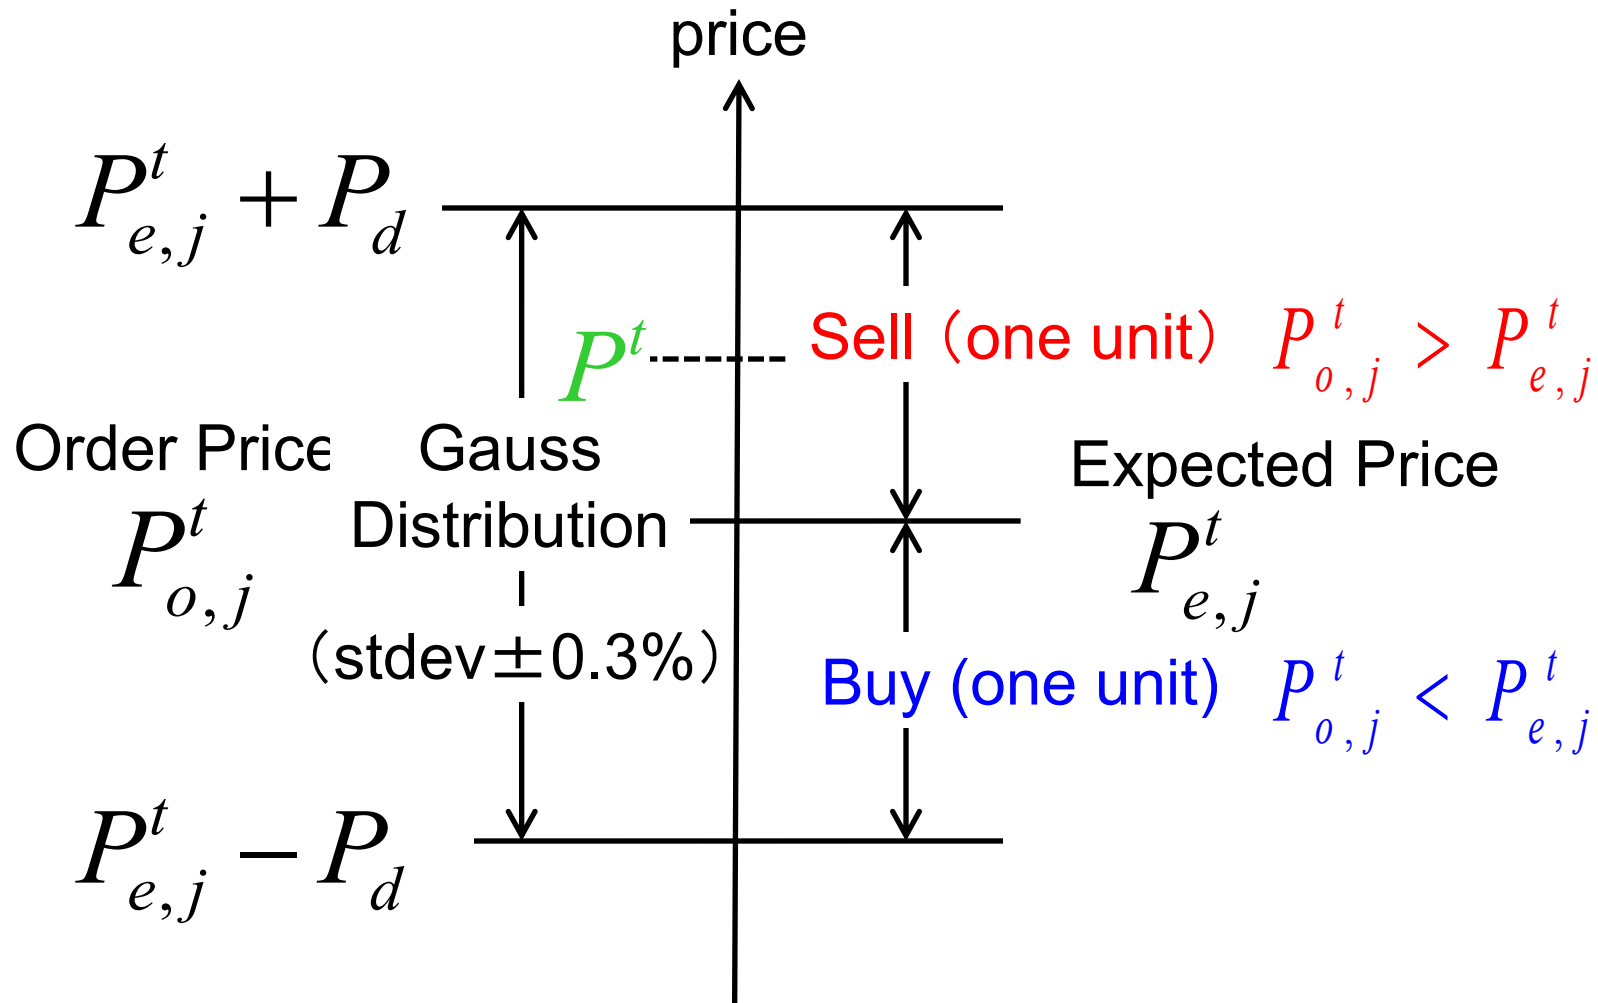 price
P^t_{e,j} + P_d
P^t
Sell（one unit） P^t_{o,j} > P^t_{e,j}
Order Price
P^t_{o,j}
Gauss
Distribution
（stdev±0.3%）
Expected Price
P^t_{e,j}
Buy (one unit) P^t_{o,j} < P^t_{e,j}
P^t_{e,j} − P_d